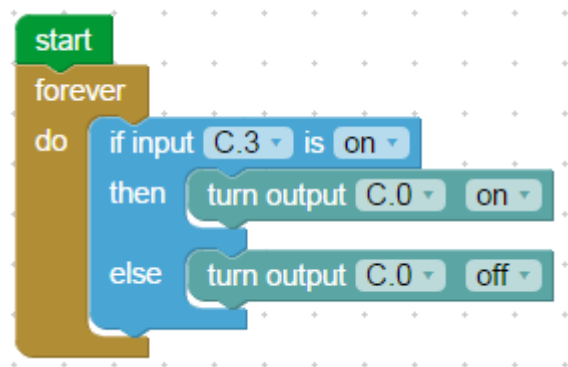 start
forever
do if input C.3 is on
then turn output C.0 on
else turn output C.0 off